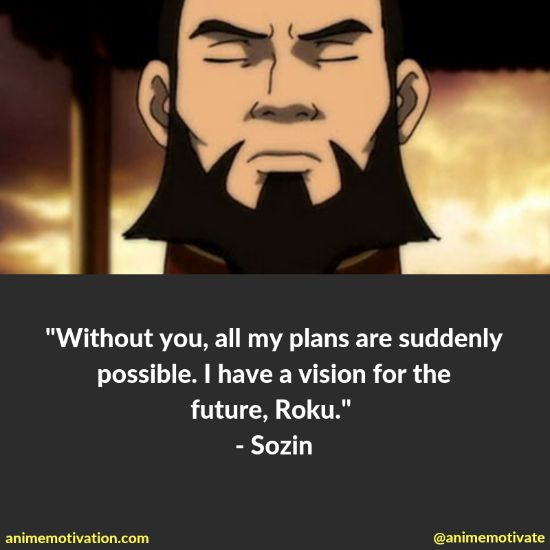 "Without you, all my plans are suddenly
possible. I have a vision for the
future, Roku."
- Sozin
animemotivation.com
@animemotivate